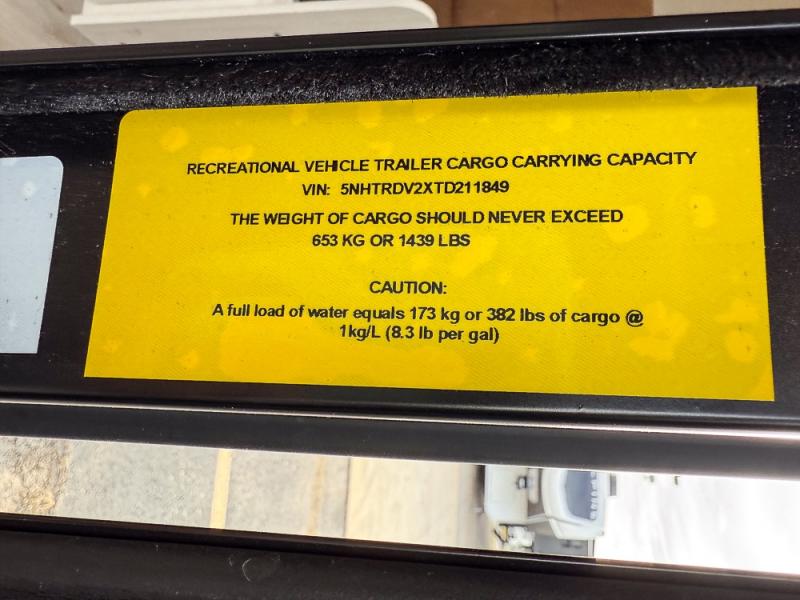 RECREATIONAL VEHICLE TRAILER CARGO CARRYING CAPACITY
VIN: 5NHTRDV2XTD211849
THE WEIGHT OF CARGO SHOULD NEVER EXCEED
653 KG OR 1439 LBS
CAUTION:
A full load of water equals 173 kg or 382 lbs of cargo @
1kg/L (8.3 lb per gal)